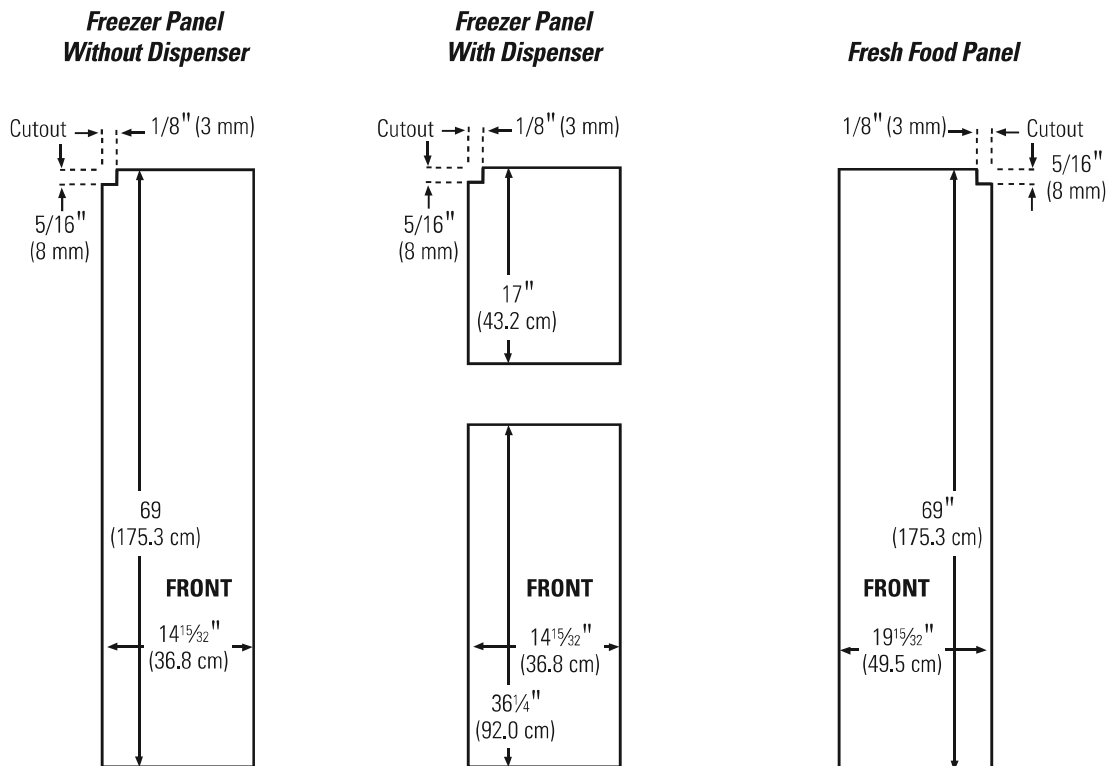 Freezer Panel
Without Dispenser
Cutout
1/8" (3 mm)
5/16"
(8 mm)
69
(175.3 cm)
FRONT
14 15/32"
(36.8 cm)
Freezer Panel
With Dispenser
Cutout
1/8" (3 mm)
5/16"
(8 mm)
17"
(43.2 cm)
FRONT
14 15/32"
(36.8 cm)
36 1/4"
(92.0 cm)
Fresh Food Panel
1/8" (3 mm)
Cutout
5/16"
(8 mm)
69"
(175.3 cm)
FRONT
19 15/32"
(49.5 cm)